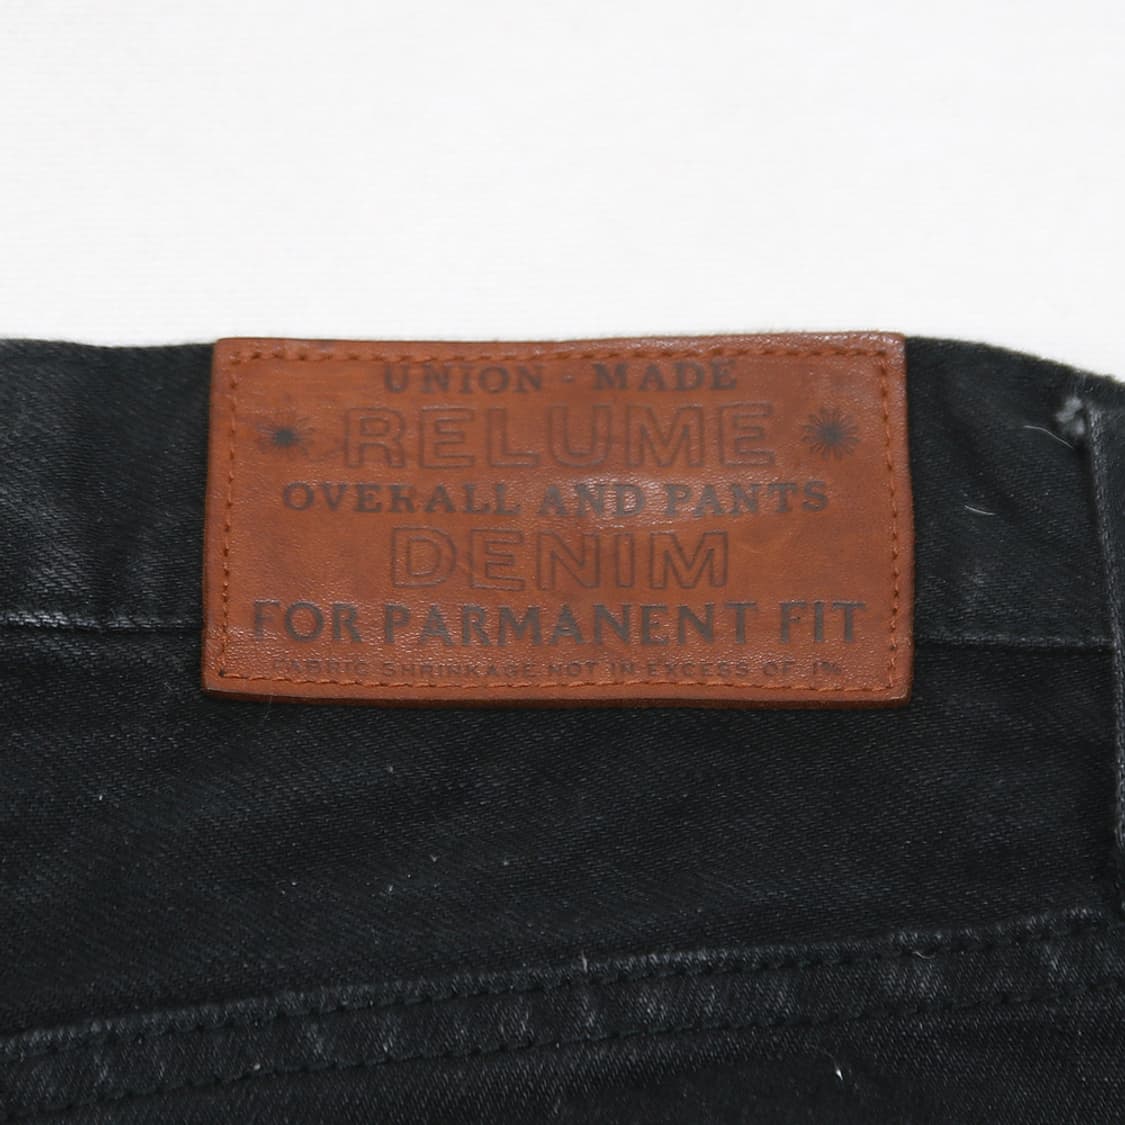 UNION - MADE
RELUME
OVERALL AND PANTS
DENIM
FOR PARMANENT FIT
FABRIC SHRINKAGE NOT IN EXCESS OF 1%